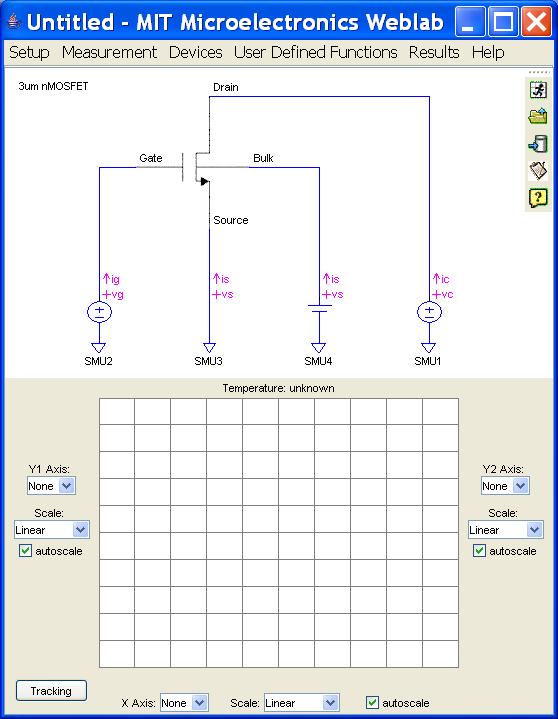 Untitled - MIT Microelectronics Weblab
Setup Measurement Devices User Defined Functions Results Help
3um nMOSFET
Drain
Gate
Bulk
Source
ig is is ic
+vg +vs +vs +vc
SMU2 SMU3 SMU4 SMU1
Temperature: unknown
Y1 Axis:
None
Scale:
Linear
autoscale
Y2 Axis:
None
Scale:
Linear
autoscale
Tracking
X Axis: None Scale: Linear autoscale